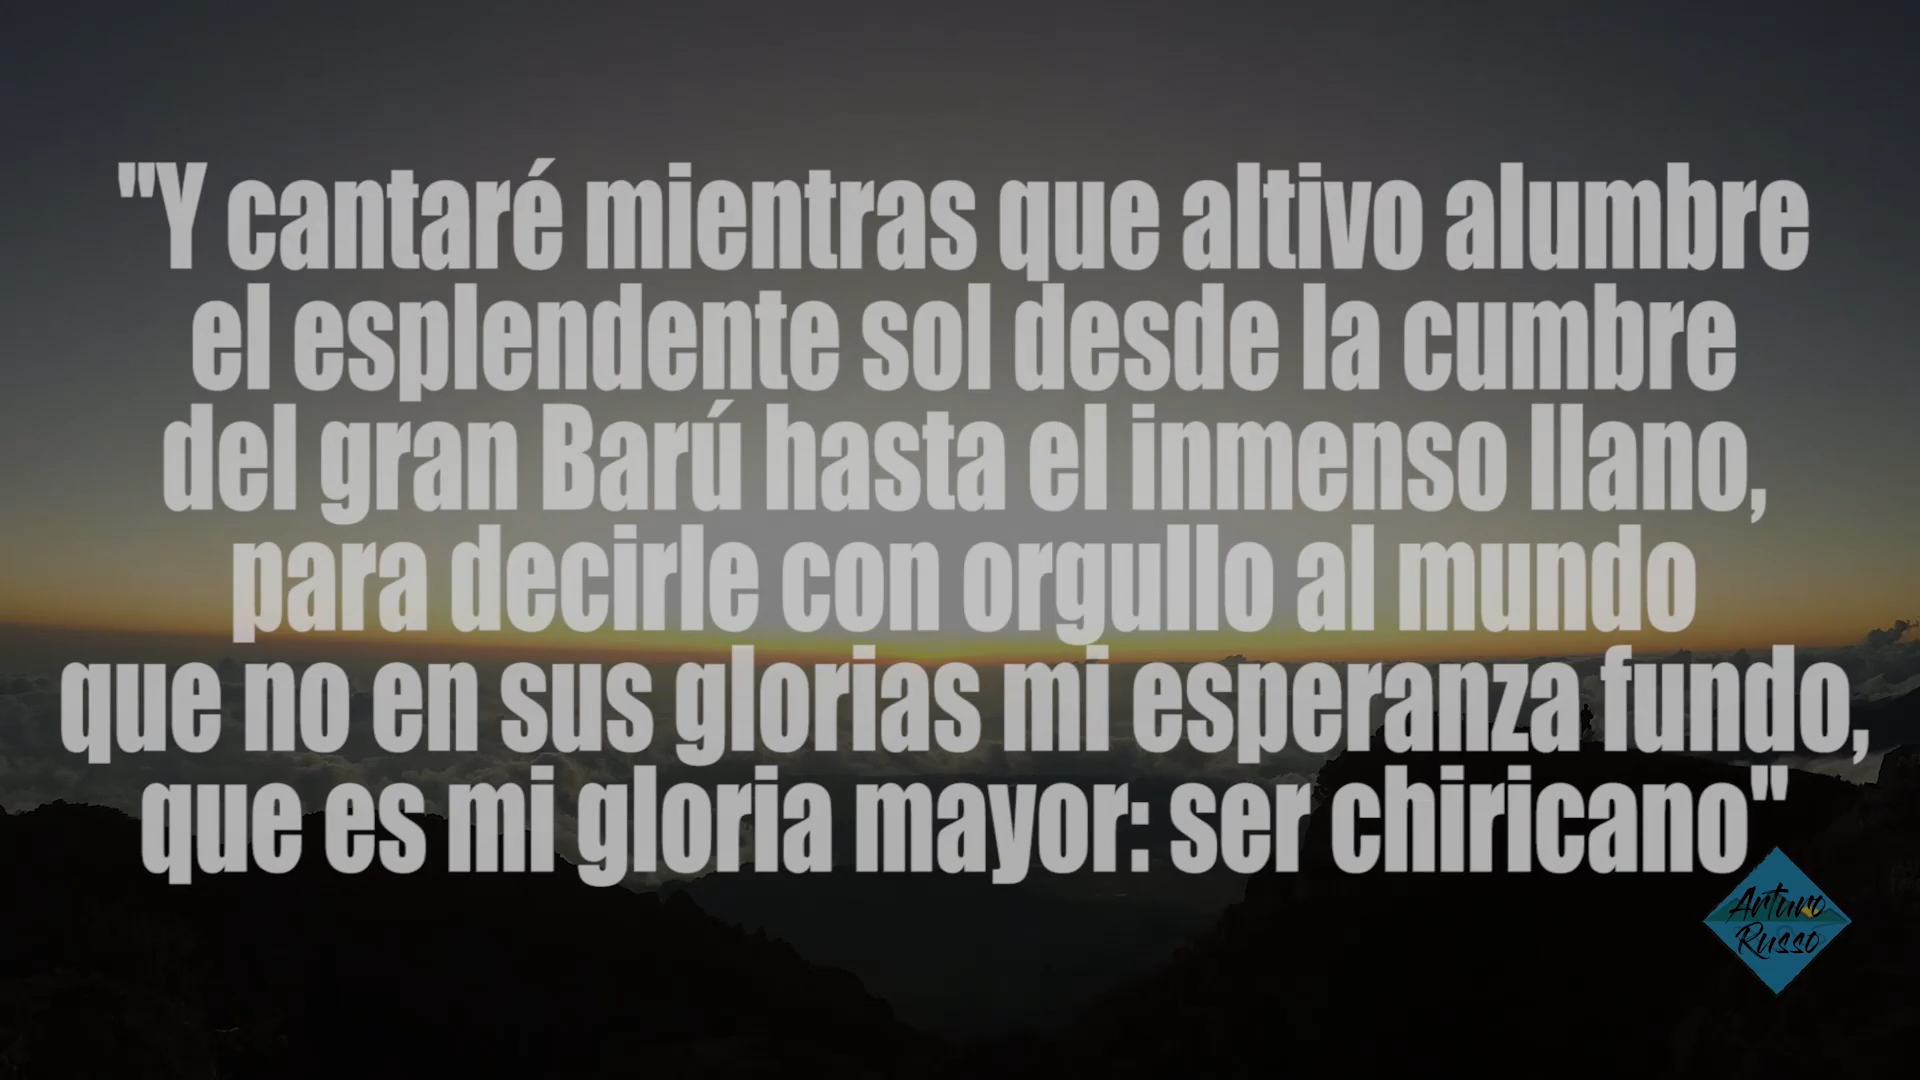 "Y cantaré mientras que altivo alumbre
el esplendente sol desde la cumbre
del gran Barú hasta el inmenso llano,
para decirle con orgullo al mundo
que no en sus glorias mi esperanza fundo,
que es mi gloria mayor: ser chiricano"
Arturo
Russo